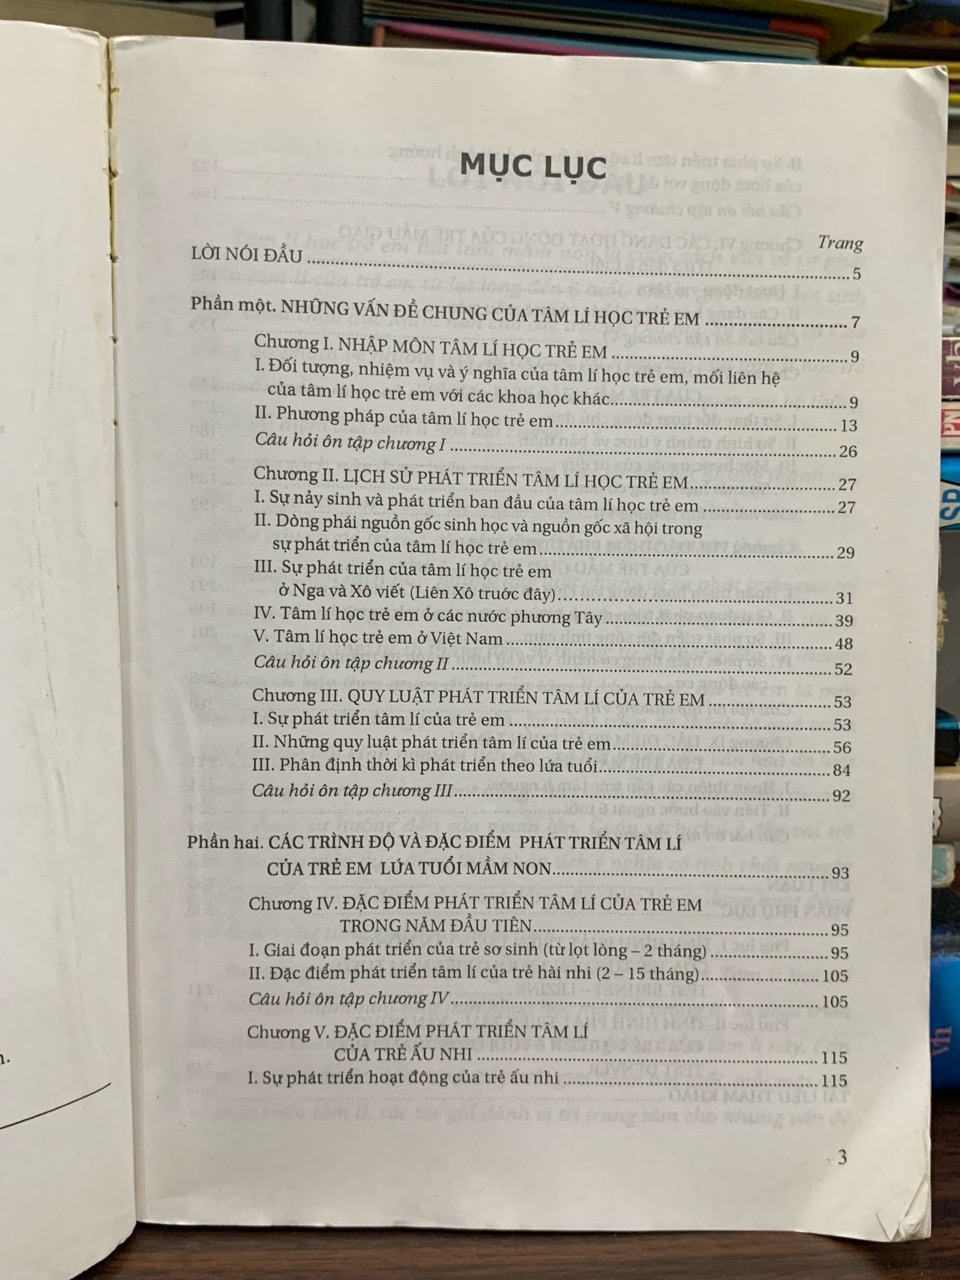 MỤC LỤC
Trang
LỜI NÓI ĐẦU ........ 5
Phần một. NHỮNG VẤN ĐỀ CHUNG CỦA TÂM LÍ HỌC TRẺ EM ........ 7
Chương I. NHẬP MÔN TÂM LÍ HỌC TRẺ EM ........ 9
I. Đối tượng, nhiệm vụ và ý nghĩa của tâm lí học trẻ em, mối liên hệ
của tâm lí học trẻ em với các khoa học khác........ 9
II. Phương pháp của tâm lí học trẻ em........ 13
Câu hỏi ôn tập chương I ........ 26
Chương II. LỊCH SỬ PHÁT TRIỂN TÂM LÍ HỌC TRẺ EM........ 27
I. Sự nảy sinh và phát triển ban đầu của tâm lí học trẻ em ........ 27
II. Dòng phái nguồn gốc sinh học và nguồn gốc xã hội trong
sự phát triển của tâm lí học trẻ em........ 29
III. Sự phát triển của tâm lí học trẻ em
ở Nga và Xô viết (Liên Xô truớc đây)........ 31
IV. Tâm lí học trẻ em ở các nước phương Tây........ 39
V. Tâm lí học trẻ em ở Việt Nam........ 48
Câu hỏi ôn tập chương II ........ 52
Chương III. QUY LUẬT PHÁT TRIỂN TÂM LÍ CỦA TRẺ EM ........ 53
I. Sự phát triển tâm lí của trẻ em ........ 53
II. Những quy luật phát triển tâm lí của trẻ em........ 56
III. Phân định thời kì phát triển theo lứa tuổi........ 84
Câu hỏi ôn tập chương III........ 92
Phần hai. CÁC TRÌNH ĐỘ VÀ ĐẶC ĐIỂM PHÁT TRIỂN TÂM LÍ
CỦA TRẺ EM LỨA TUỔI MẦM NON........ 93
Chương IV. ĐẶC ĐIỂM PHÁT TRIỂN TÂM LÍ CỦA TRẺ EM
TRONG NĂM ĐẦU TIÊN........ 95
I. Giai đoạn phát triển của trẻ sơ sinh (từ lọt lòng – 2 tháng) ........ 95
II. Đặc điểm phát triển tâm lí của trẻ hài nhi (2 – 15 tháng)........ 105
Câu hỏi ôn tập chương IV........ 105
Chương V. ĐẶC ĐIỂM PHÁT TRIỂN TÂM LÍ
CỦA TRẺ ẤU NHI ........ 115
I. Sự phát triển hoạt động của trẻ ấu nhi ........ 115
3